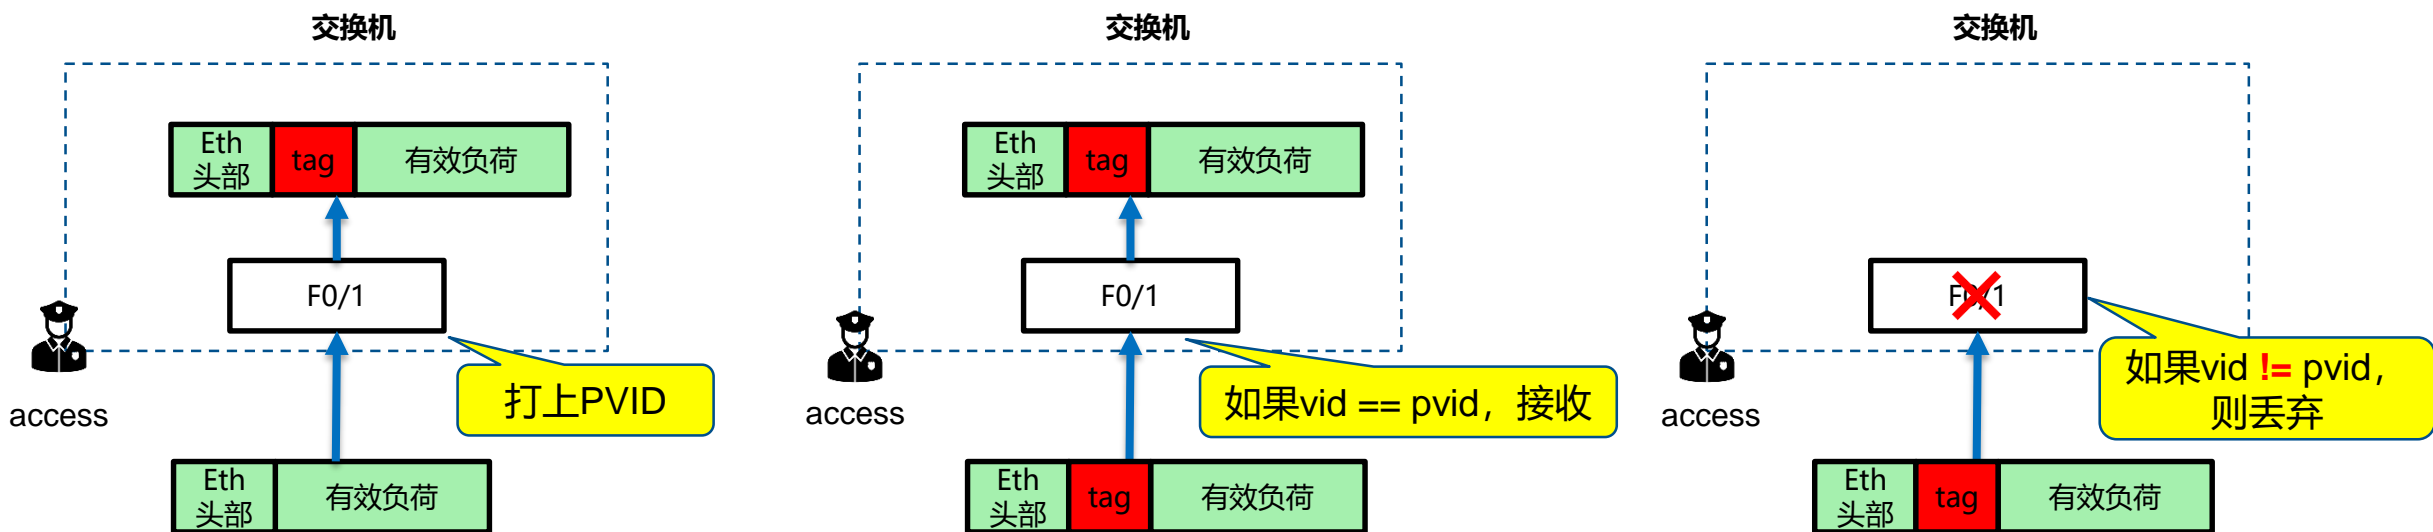 交换机
Eth
头部
tag
有效负荷
F0/1
access
打上PVID
Eth
头部
有效负荷
交换机
Eth
头部
tag
有效负荷
F0/1
access
如果vid == pvid，接收
Eth
头部
tag
有效负荷
交换机
F0/1
access
如果vid != pvid，
则丢弃
Eth
头部
tag
有效负荷